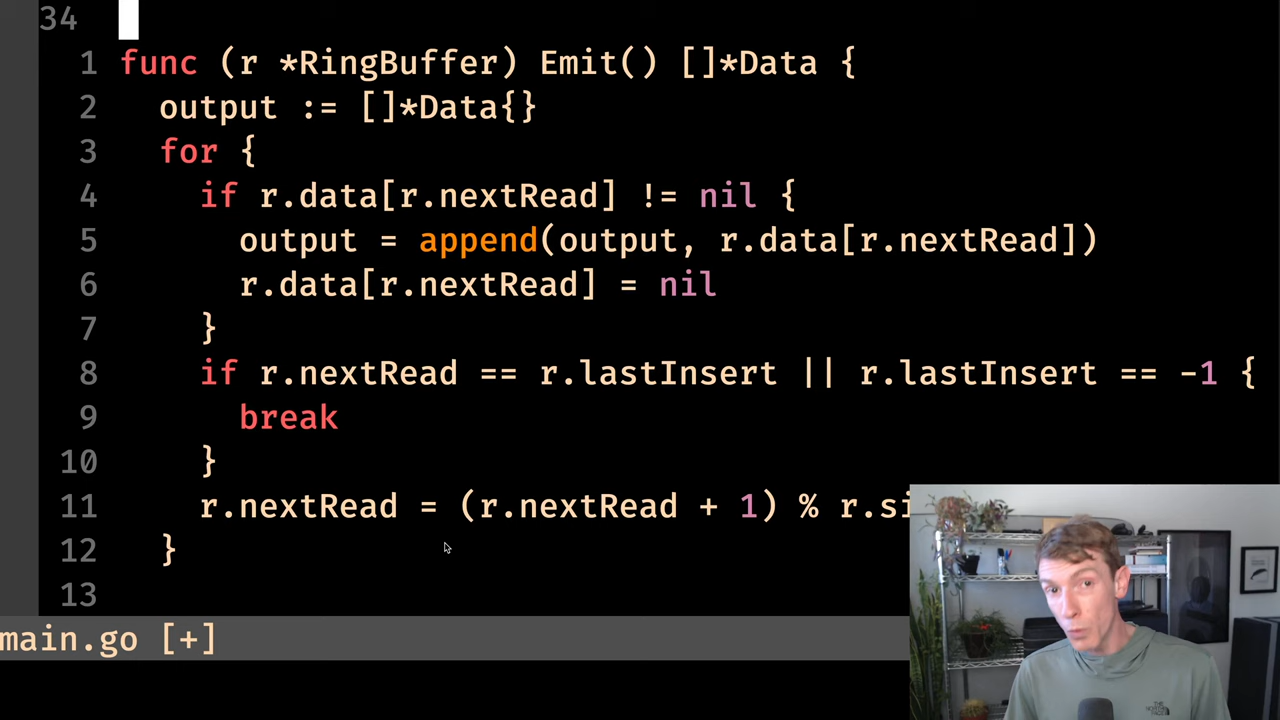 34
1 func (r *RingBuffer) Emit() []*Data {
2   output := []*Data{}
3   for {
4     if r.data[r.nextRead] != nil {
5       output = append(output, r.data[r.nextRead])
6       r.data[r.nextRead] = nil
7     }
8     if r.nextRead == r.lastInsert || r.lastInsert == -1 {
9       break
10     }
11     r.nextRead = (r.nextRead + 1) % r.si
12   }
13
main.go [+]